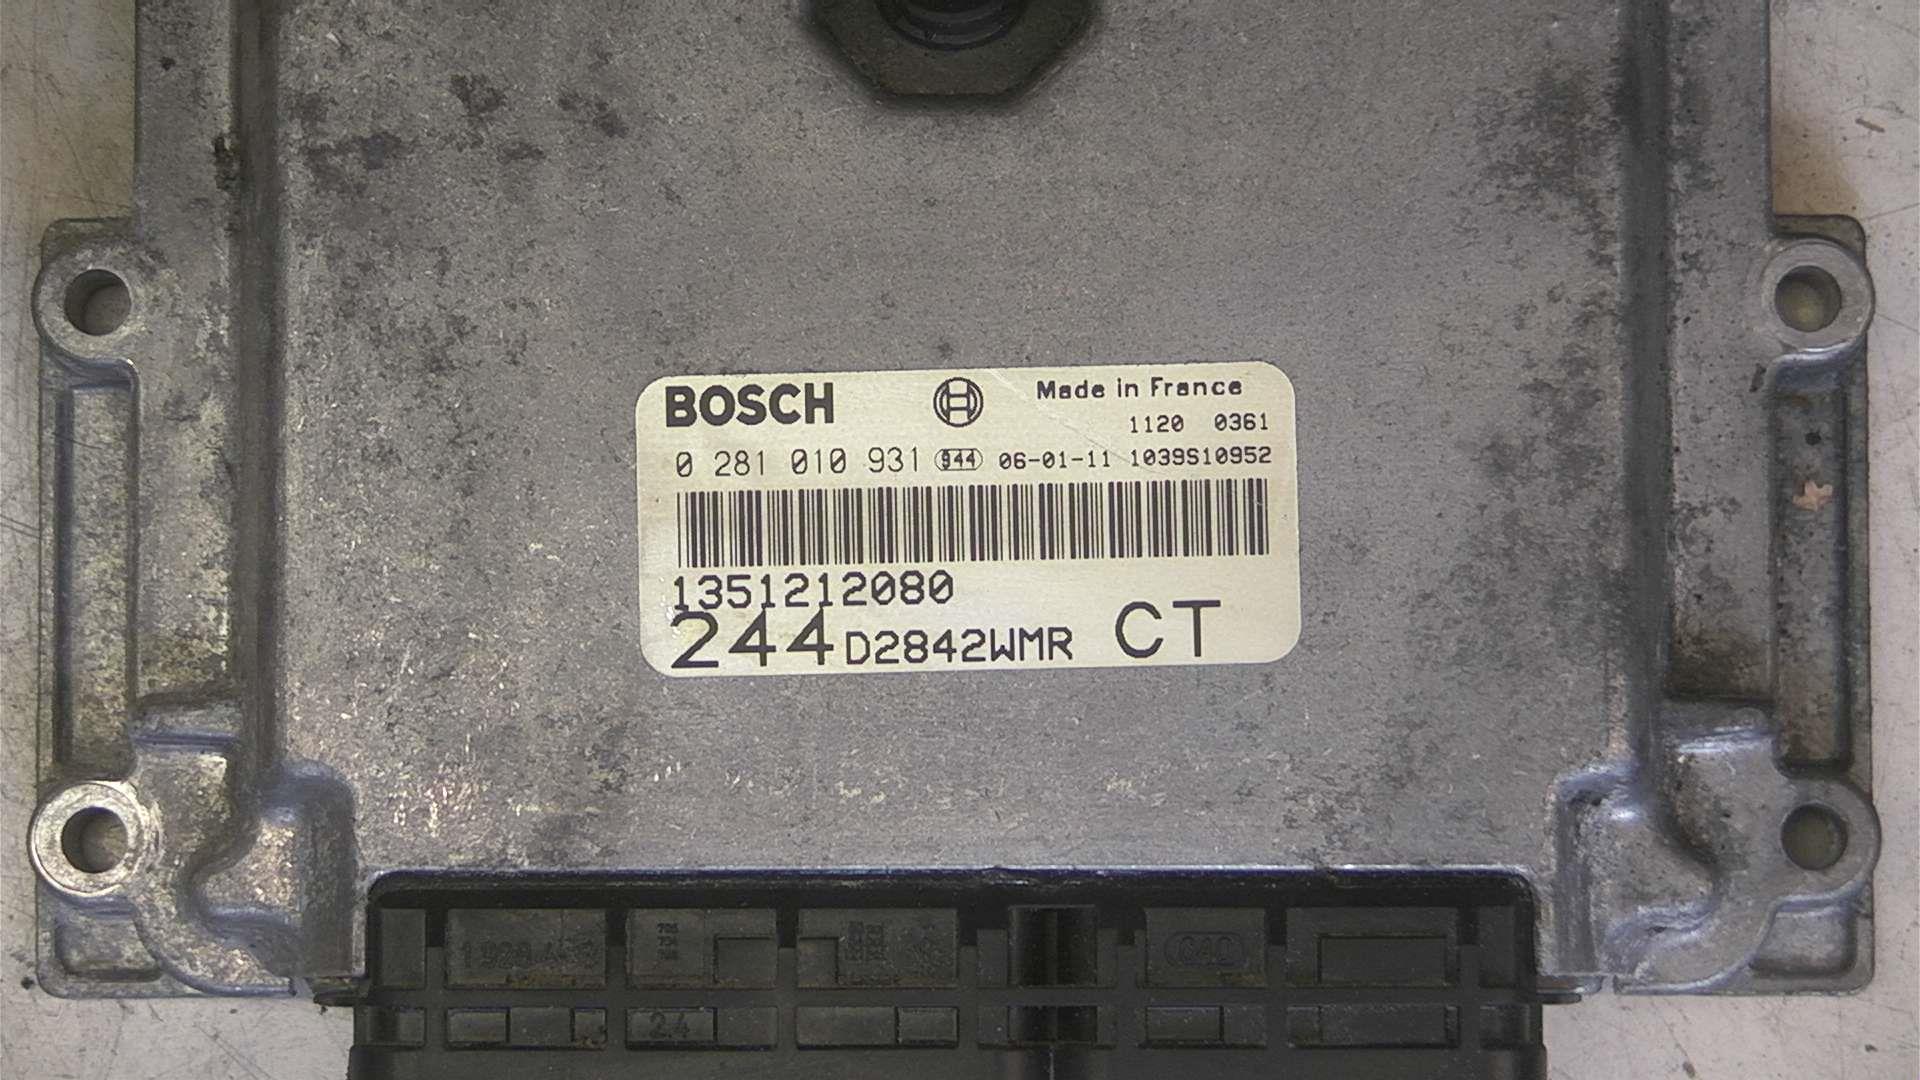 BOSCH Made in France
1120 0361
0 281 010 931 944 06-01-11 1039S10952
1351212080
244 D2842WMR CT
24